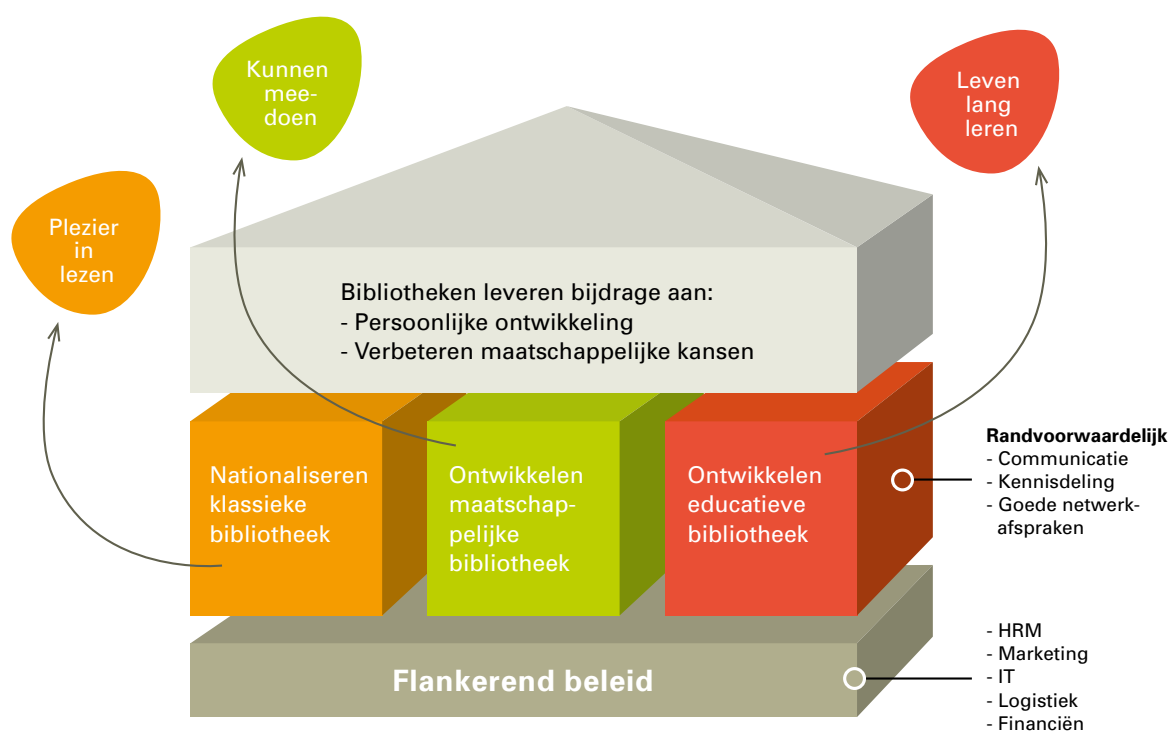 Kunnen
mee-
doen
Leven
lang
leren
Plezier
in
lezen
Bibliotheken leveren bijdrage aan:
- Persoonlijke ontwikkeling
- Verbeteren maatschappelijke kansen
Nationaliseren
klassieke
bibliotheek
Ontwikkelen
maatschap-
pelijke
bibliotheek
Ontwikkelen
educatieve
bibliotheek
Randvoorwaardelijk
- Communicatie
- Kennisdeling
- Goede netwerk-
afspraken
Flankerend beleid
- HRM
- Marketing
- IT
- Logistiek
- Financiën